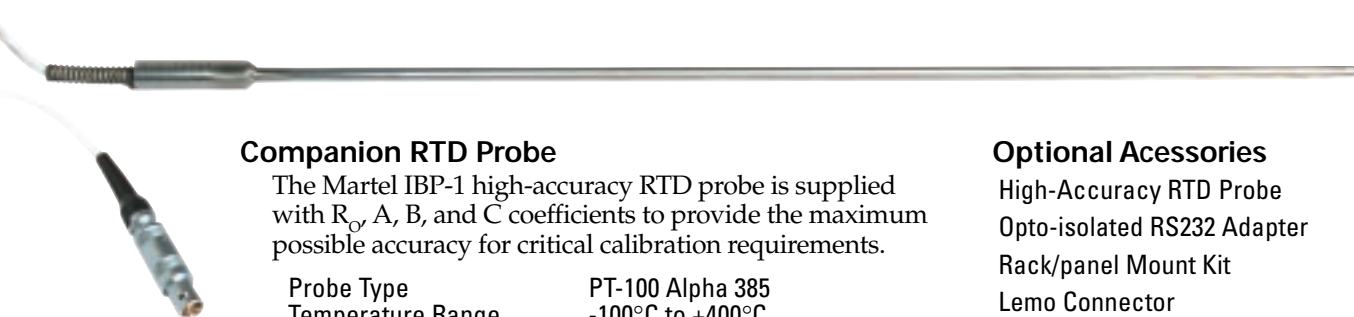 Companion RTD Probe
The Martel IBP-1 high-accuracy RTD probe is supplied
with R₀, A, B, and C coefficients to provide the maximum
possible accuracy for critical calibration requirements.
Probe Type PT-100 Alpha 385
Temperature Range -100°C to +400°C
Optional Acessories
High-Accuracy RTD Probe
Opto-isolated RS232 Adapter
Rack/panel Mount Kit
Lemo Connector